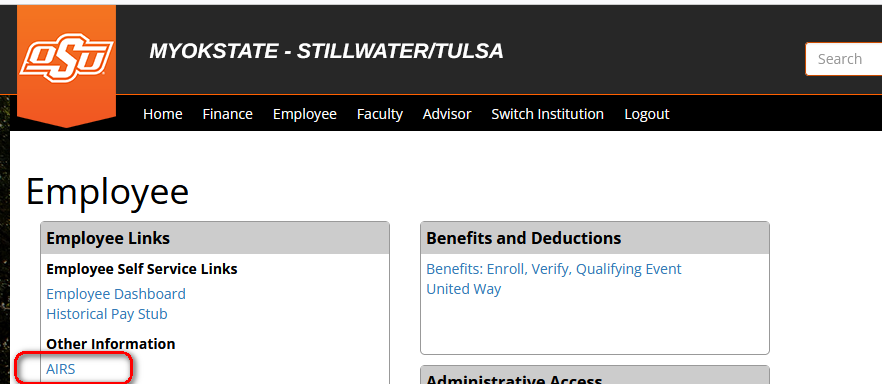 OSU
MYOKSTATE - STILLWATER/TULSA
Search
Home Finance Employee Faculty Advisor Switch Institution Logout
Employee
Employee Links
Employee Self Service Links
Employee Dashboard
Historical Pay Stub
Other Information
AIRS
Benefits and Deductions
Benefits: Enroll, Verify, Qualifying Event
United Way
Administrative Access